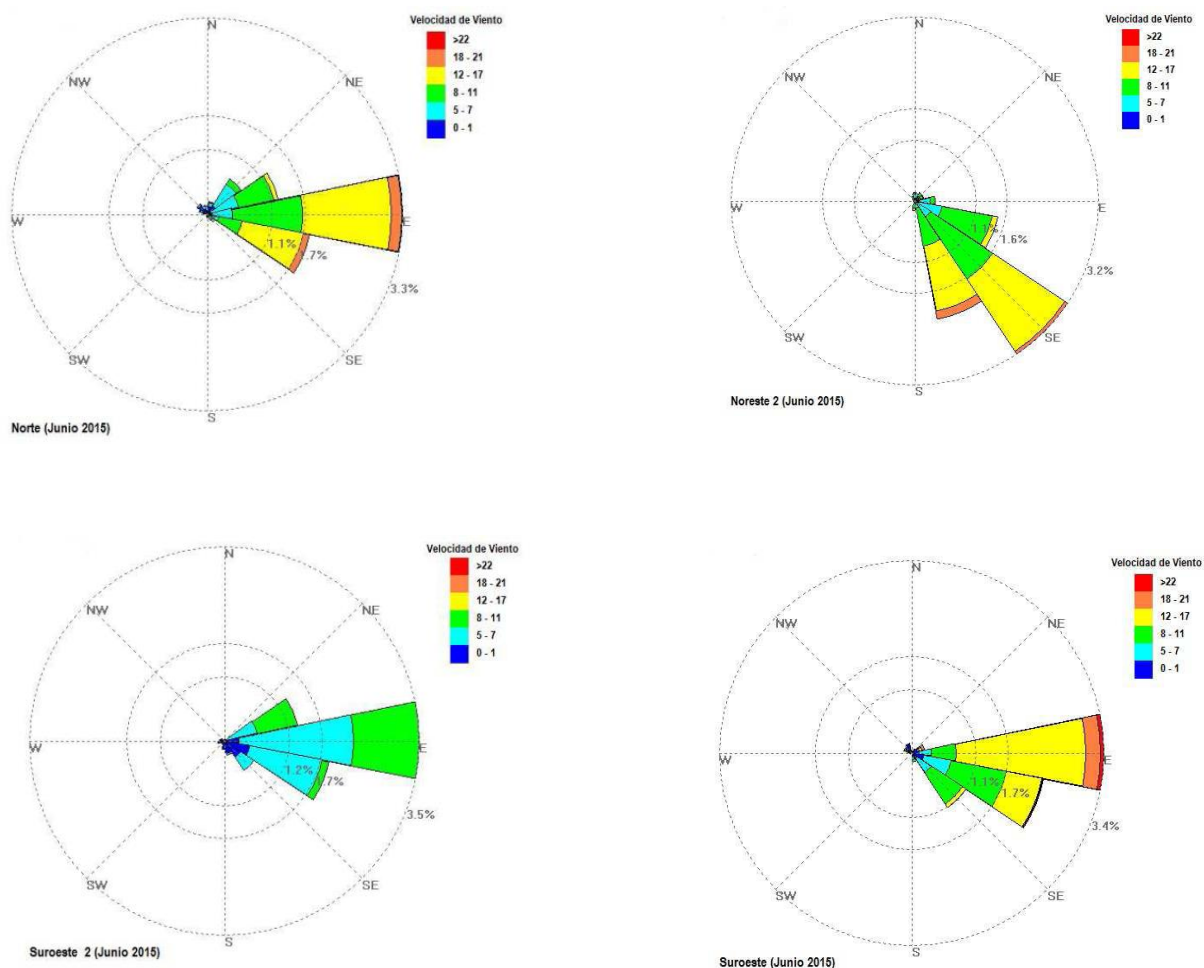 Velocidad de Viento
>22
18 - 21
12 - 17
8 - 11
5 - 7
0 - 1
N
NW
NE
W
E
1.1%
1.7%
3.3%
SW
SE
S
Norte (Junio 2015)
Velocidad de Viento
>22
18 - 21
12 - 17
8 - 11
5 - 7
0 - 1
N
NW
NE
W
E
1.1%
1.6%
3.2%
SW
SE
S
Noreste 2 (Junio 2015)
Velocidad de Viento
>22
18 - 21
12 - 17
8 - 11
5 - 7
0 - 1
N
NW
NE
W
E
1.2%
1.7%
3.5%
SW
SE
S
Suroeste 2 (Junio 2015)
Velocidad de Viento
>22
18 - 21
12 - 17
8 - 11
5 - 7
0 - 1
N
NW
NE
W
E
1.1%
1.7%
3.4%
SW
SE
S
Suroeste (Junio 2015)